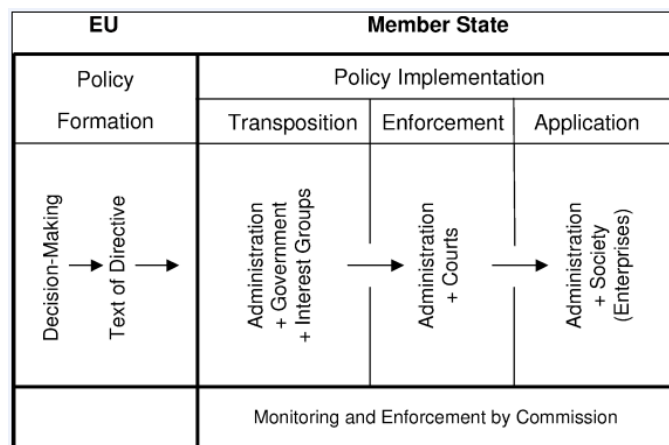 EU
Member State
Policy
Formation
Policy Implementation
Transposition
Enforcement
Application
Decision-Making
Text of Directive
Administration
+ Government
+ Interest Groups
Administration
+ Courts
Administration
+ Society
(Enterprises)
Monitoring and Enforcement by Commission